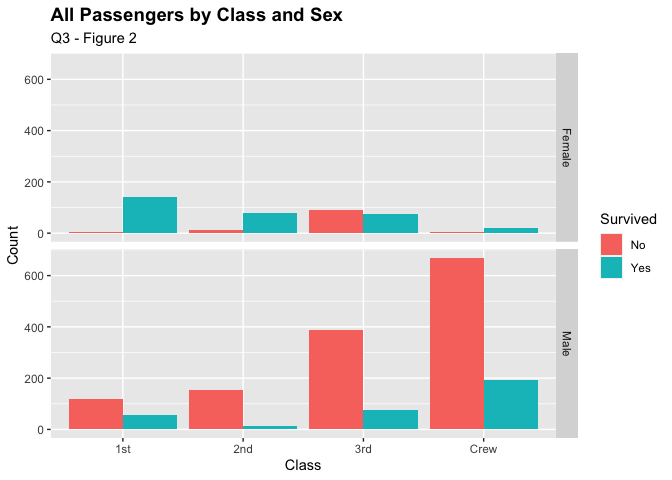 All Passengers by Class and Sex
Q3 - Figure 2
Count
600
400
200
0
Female
600
400
200
0
Male
1st 2nd 3rd Crew
Class
Survived
No
Yes